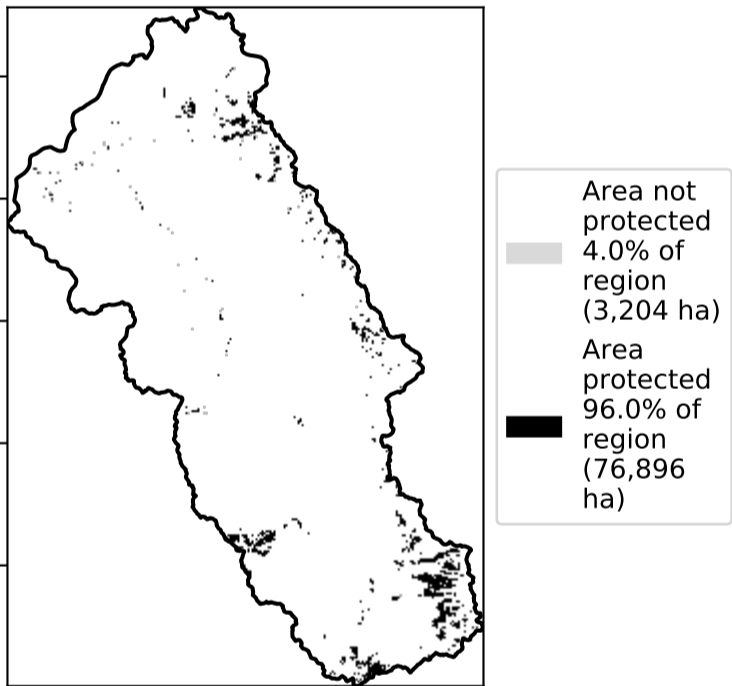 Area not
protected
4.0% of
region
(3,204 ha)
Area
protected
96.0% of
region
(76,896
ha)